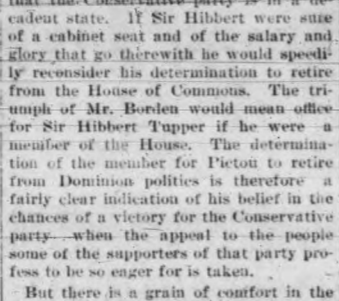 that the Conservative party is in a de-
cadent state. If Sir Hibbert were sure
of a cabinet seat and of the salary and
glory that go therewith he would speedi-
ly reconsider his determination to retire
from the House of Commons. The tri-
umph of Mr. Borden would mean office
for Sir Hibbert Tupper if he were a
member of the House. The determina-
tion of the member for Pictou to retire
from Dominion politics is therefore a
fairly clear indication of his belief in the
chances of a victory for the Conservative
party when the appeal to the people
some of the supporters of that party pro-
fess to be so eager for is taken.
But there is a grain of comfort in the